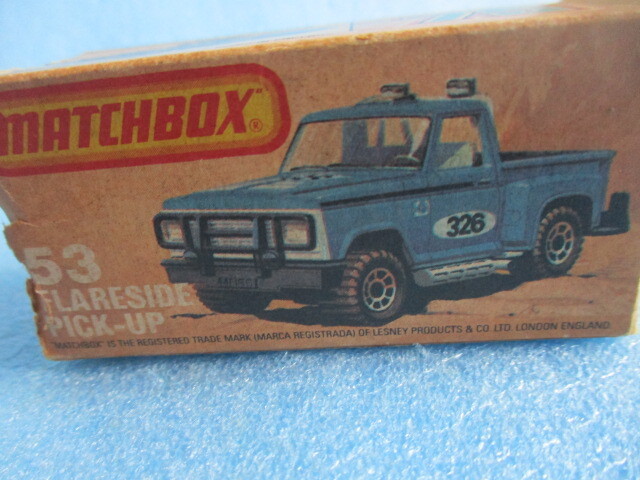 MATCHBOX™®
326
53
FLARESIDE
PICK-UP
"MATCHBOX" IS THE REGISTERED TRADE MARK (MARCA REGISTRADA) OF LESNEY PRODUCTS & CO LTD. LONDON ENGLAND